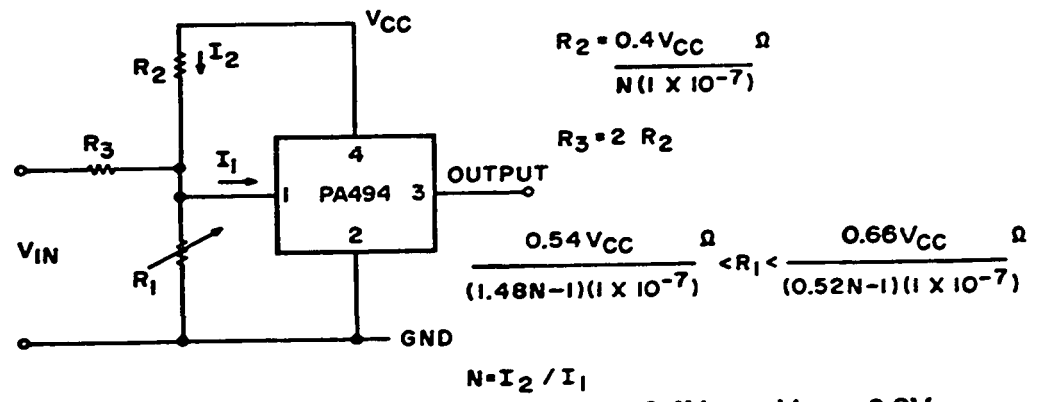 VCC
R2 I2
R2 = 0.4VCC Ω
N(1 X 10-7)
R3
I1
4
R3 = 2 R2
OUTPUT
1 PA494 3
2
VIN
R1
0.54VCC Ω
(1.48N-1)(1 X 10-7)
< R1 <
0.66VCC Ω
(0.52N-1)(1 X 10-7)
GND
N = I2 / I1